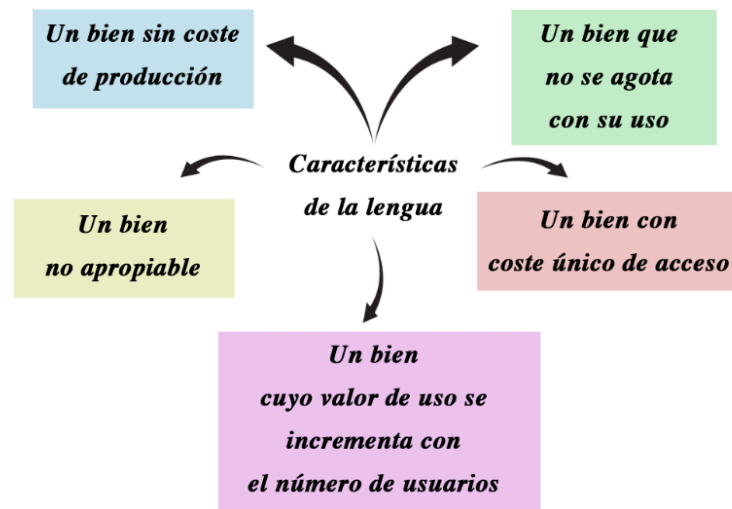 Un bien sin coste
de producción
Un bien que
no se agota
con su uso
Características
de la lengua
Un bien
no apropiable
Un bien con
coste único de acceso
Un bien
cuyo valor de uso se
incrementa con
el número de usuarios